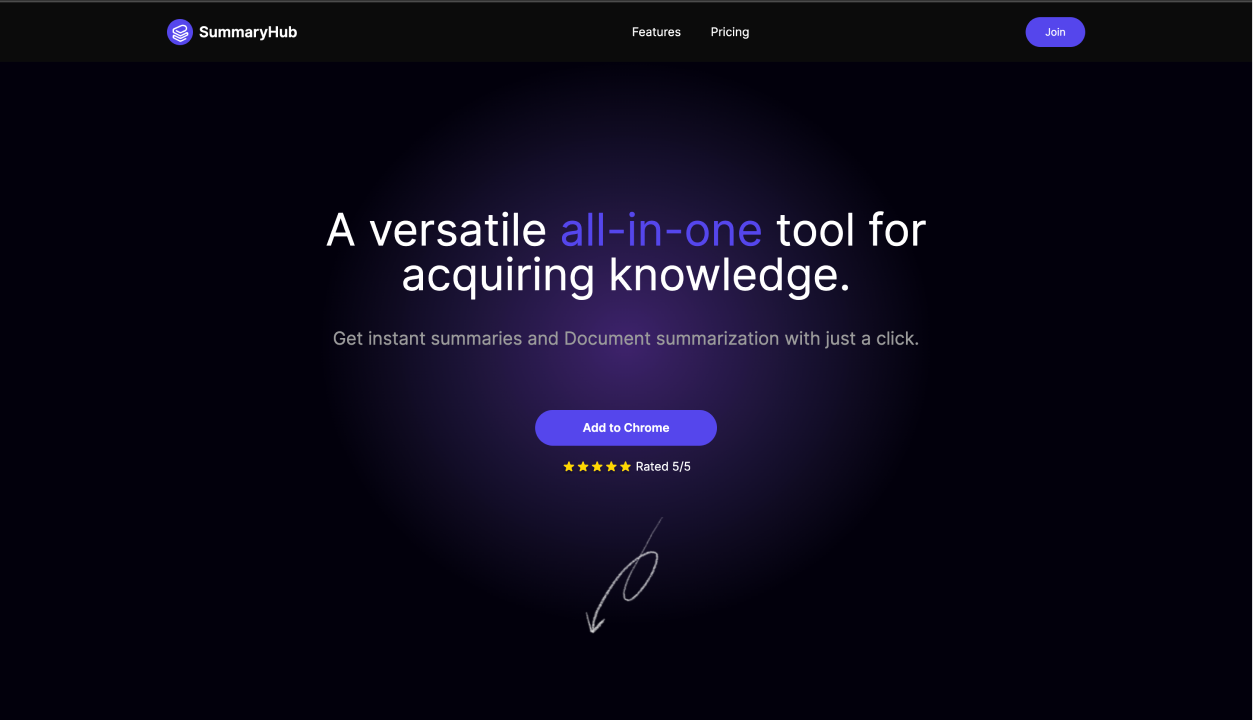 SummaryHub
Features
Pricing
Join
A versatile all-in-one tool for
acquiring knowledge.
Get instant summaries and Document summarization with just a click.
Add to Chrome
Rated 5/5